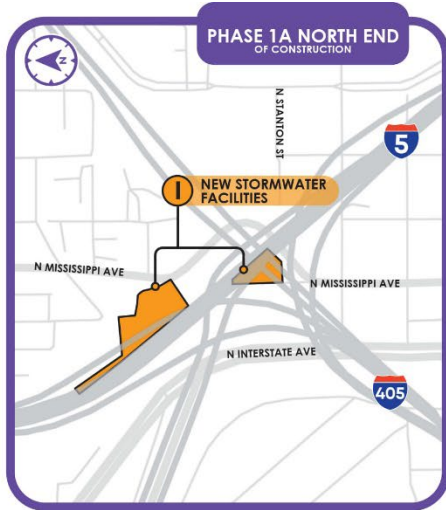 PHASE 1A NORTH END
OF CONSTRUCTION
Z
N STANTON ST
5
I
NEW STORMWATER
FACILITIES
N MISSISSIPPI AVE
N MISSISSIPPI AVE
N INTERSTATE AVE
405